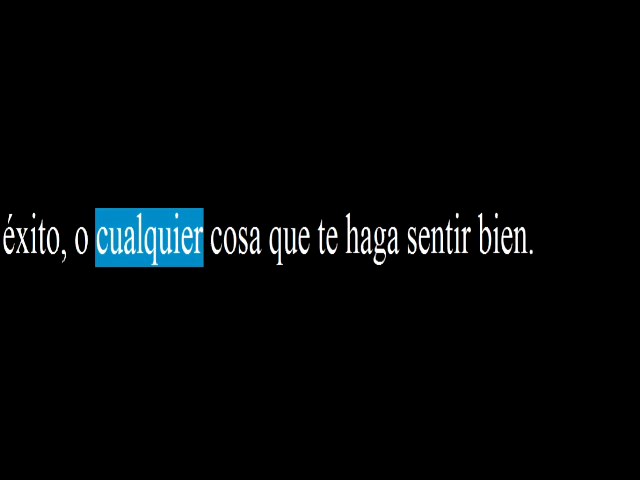 éxito, o cualquier cosa que te haga sentir bien.